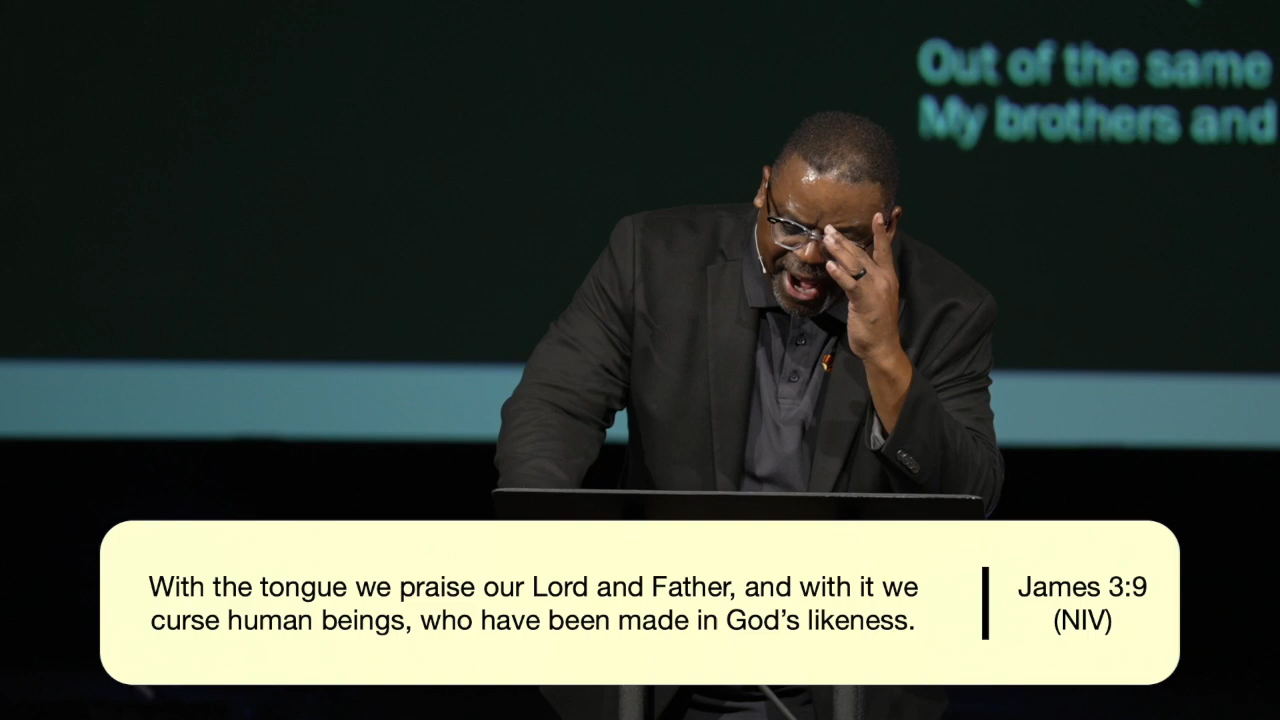 Out of the same
My brothers and
With the tongue we praise our Lord and Father, and with it we
curse human beings, who have been made in God’s likeness.
James 3:9
(NIV)